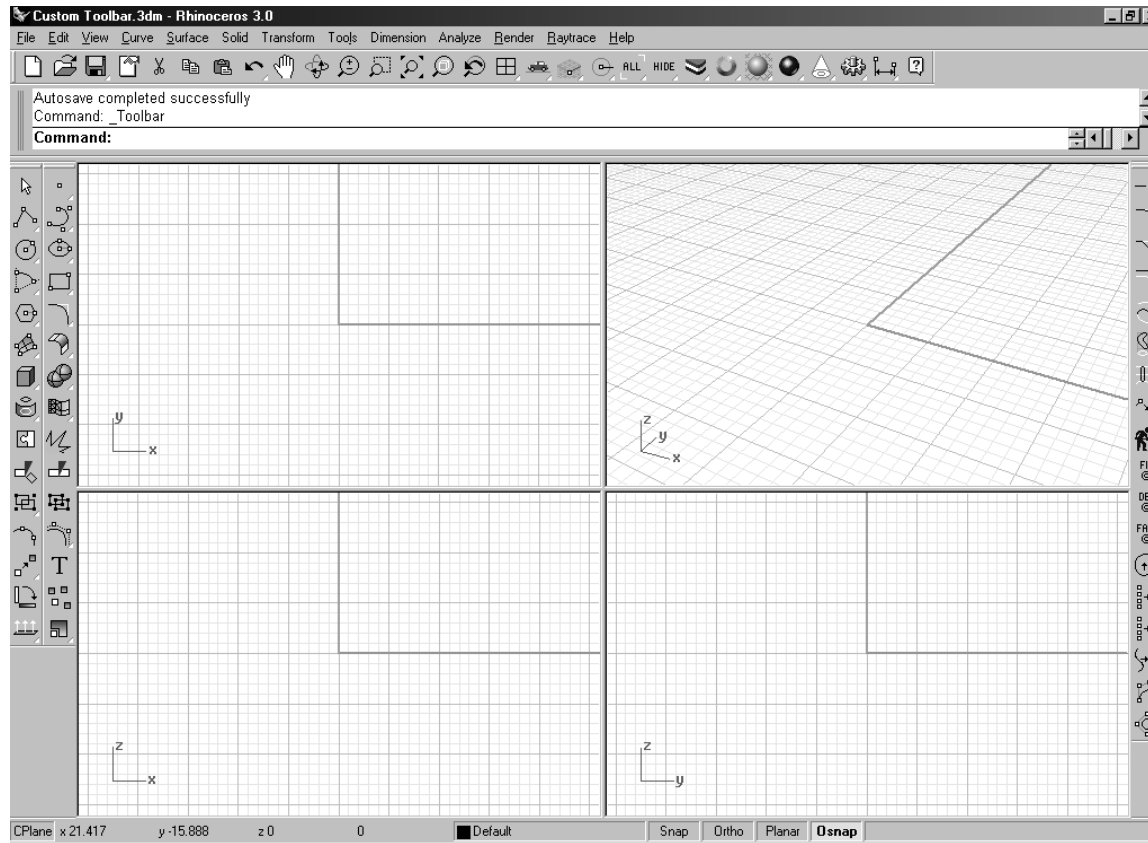 Custom Toolbar.3dm - Rhinoceros 3.0
File Edit View Curve Surface Solid Transform Tools Dimension Analyze Render Raytrace Help
ALL HIDE
Autosave completed successfully
Command: _Toolbar
Command:
y
x
z
y
x
T
z
x
z
y
CPlane x 21.417 y -15.888 z 0 0 Default Snap Ortho Planar Osnap